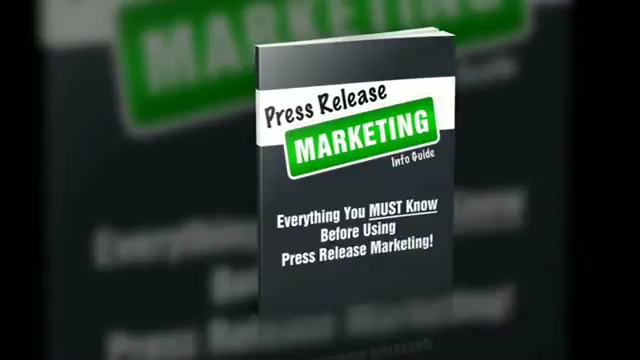 Press Release
MARKETING
Info Guide
Everything You MUST Know
Before Using
Press Release Marketing!